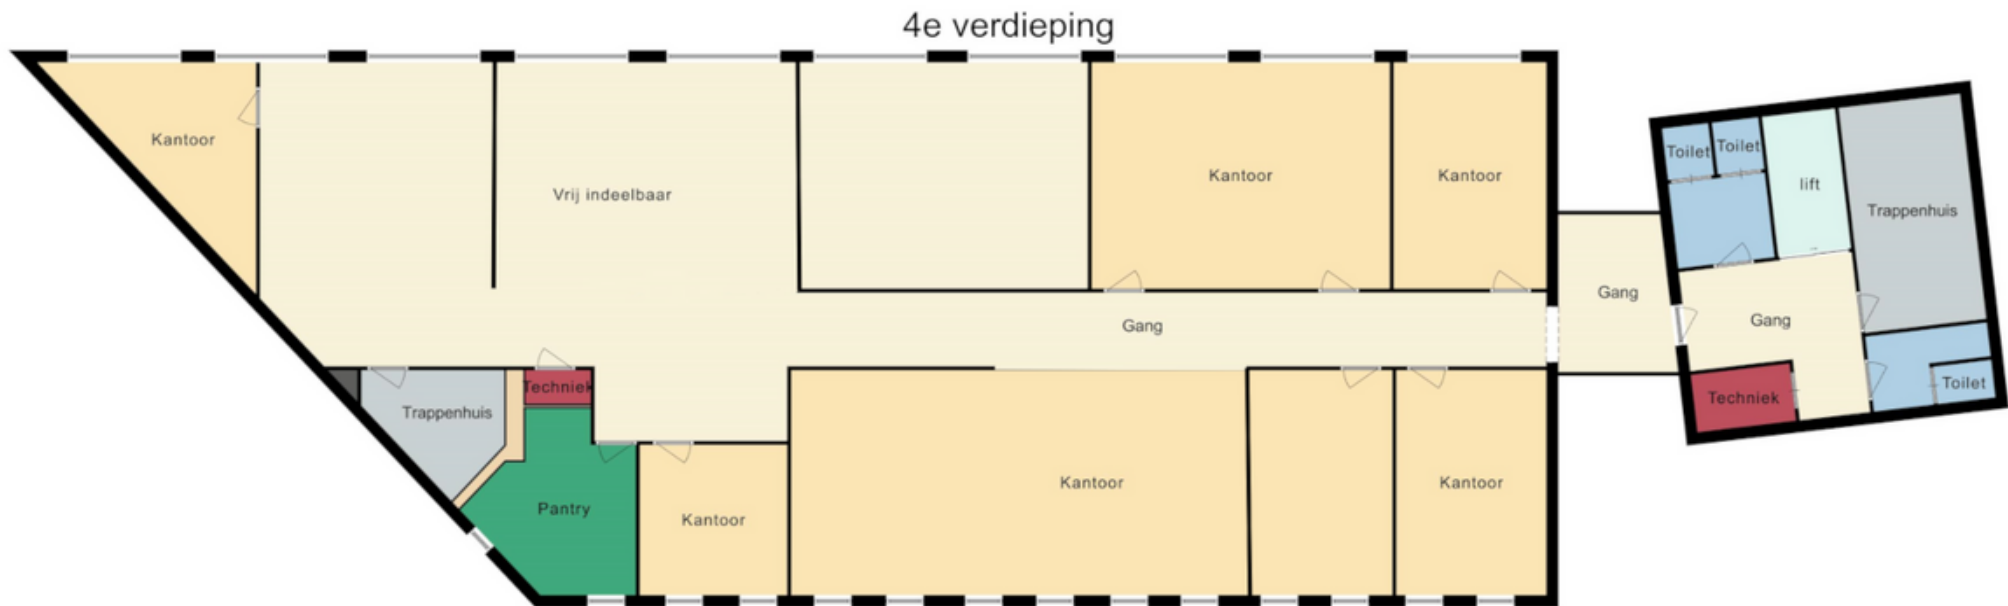 4e verdieping
Kantoor
Vrij indeelbaar
Kantoor
Kantoor
Toilet
Toilet
lift
Trappenhuis
Gang
Gang
Gang
Techniek
Trappenhuis
Techniek
Toilet
Pantry
Kantoor
Kantoor
Kantoor